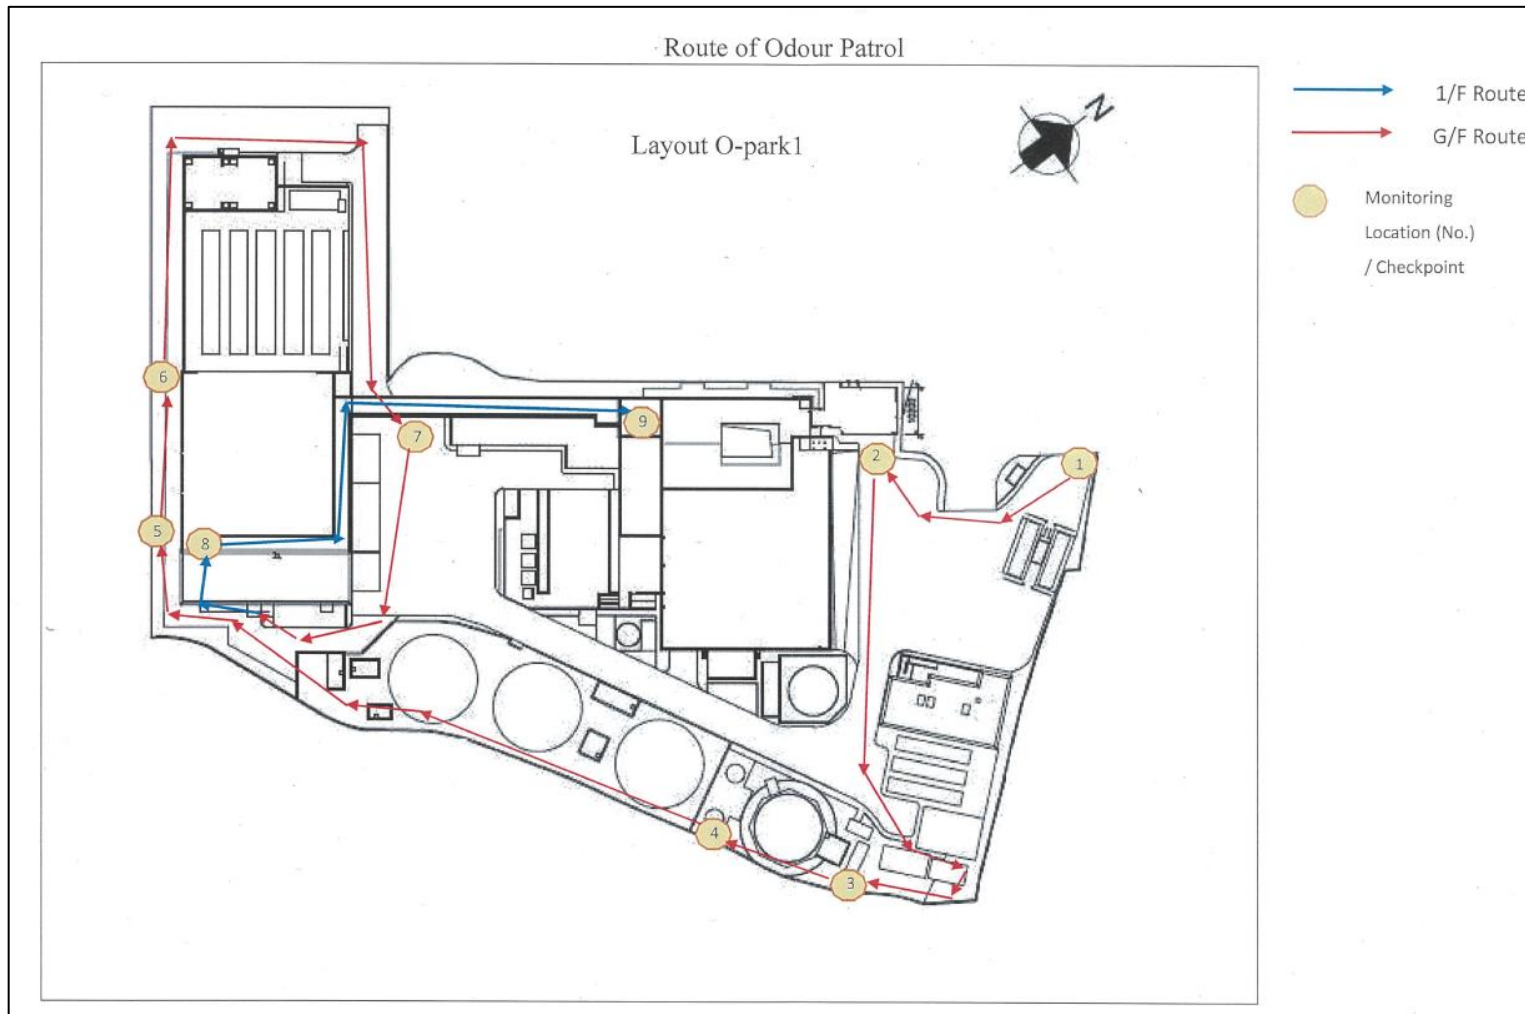 Route of Odour Patrol
1/F Route
N
Layout O-park1
G/F Route
Monitoring
Location (No.)
/ Checkpoint
6
9
7
2
1
5
8
4
3